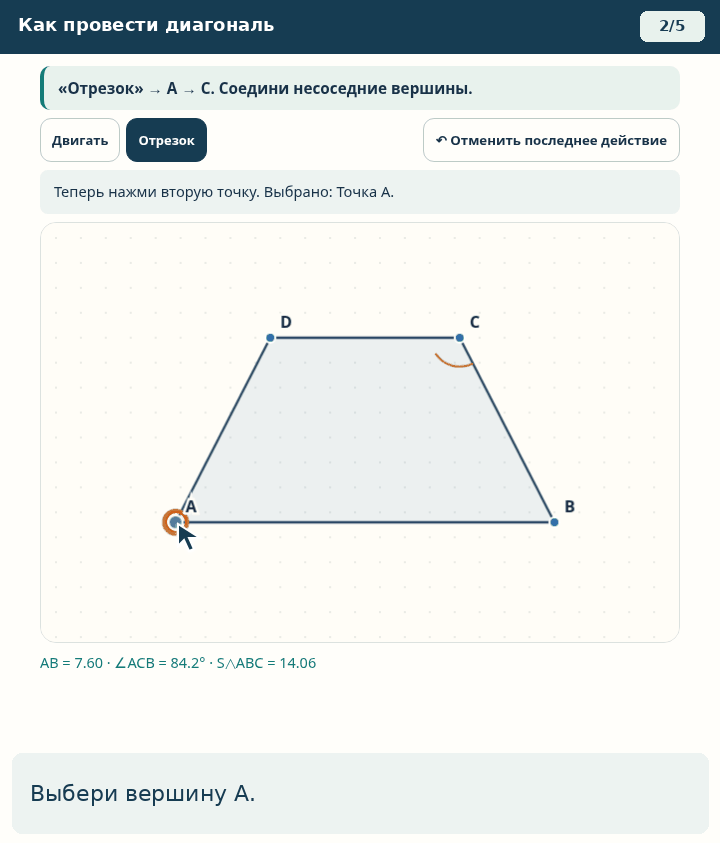 Как провести диагональ
2/5
«Отрезок» → A → C. Соедини несоседние вершины.
Двигать
Отрезок
↶ Отменить последнее действие
Теперь нажми вторую точку. Выбрано: Точка A.
D
C
A
B
AB = 7.60 · ∠ACB = 84.2° · S△ABC = 14.06
Выбери вершину A.